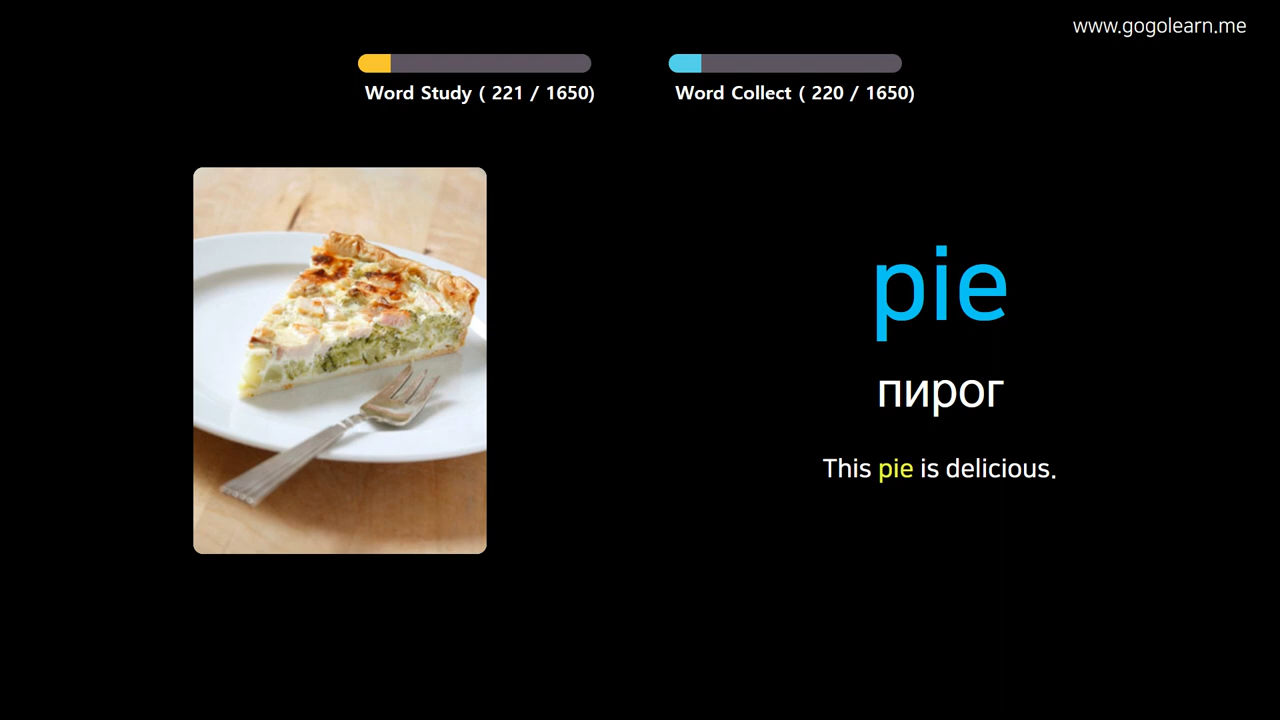 www.gogolearn.me
Word Study ( 221 / 1650)
Word Collect ( 220 / 1650)
pie
пирог
This pie is delicious.